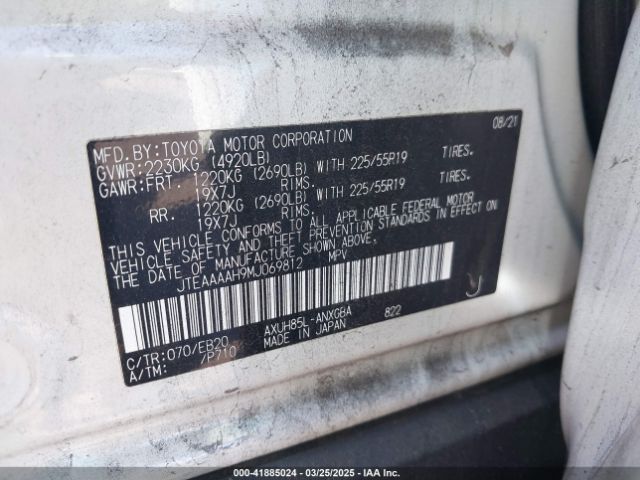 MFD.BY:TOYOTA MOTOR CORPORATION 08/21
GVWR:2230KG (4920LB)
GAWR:FRT. 1220KG (2690LB) WITH 225/55R19 TIRES,
19X7J RIMS.
RR. 1220KG (2690LB) WITH 225/55R19 TIRES,
19X7J RIMS.
THIS VEHICLE CONFORMS TO ALL APPLICABLE FEDERAL MOTOR
VEHICLE SAFETY AND THEFT PREVENTION STANDARDS IN EFFECT ON
THE DATE OF MANUFACTURE SHOWN ABOVE.
JTEAAAAH9MJ069812 MPV
C/TR:070/EB20 AXUH85L-ANXGBA 822
A/TM: /P710 MADE IN JAPAN
000-41885024 | 03/25/2025 - IAA Inc.